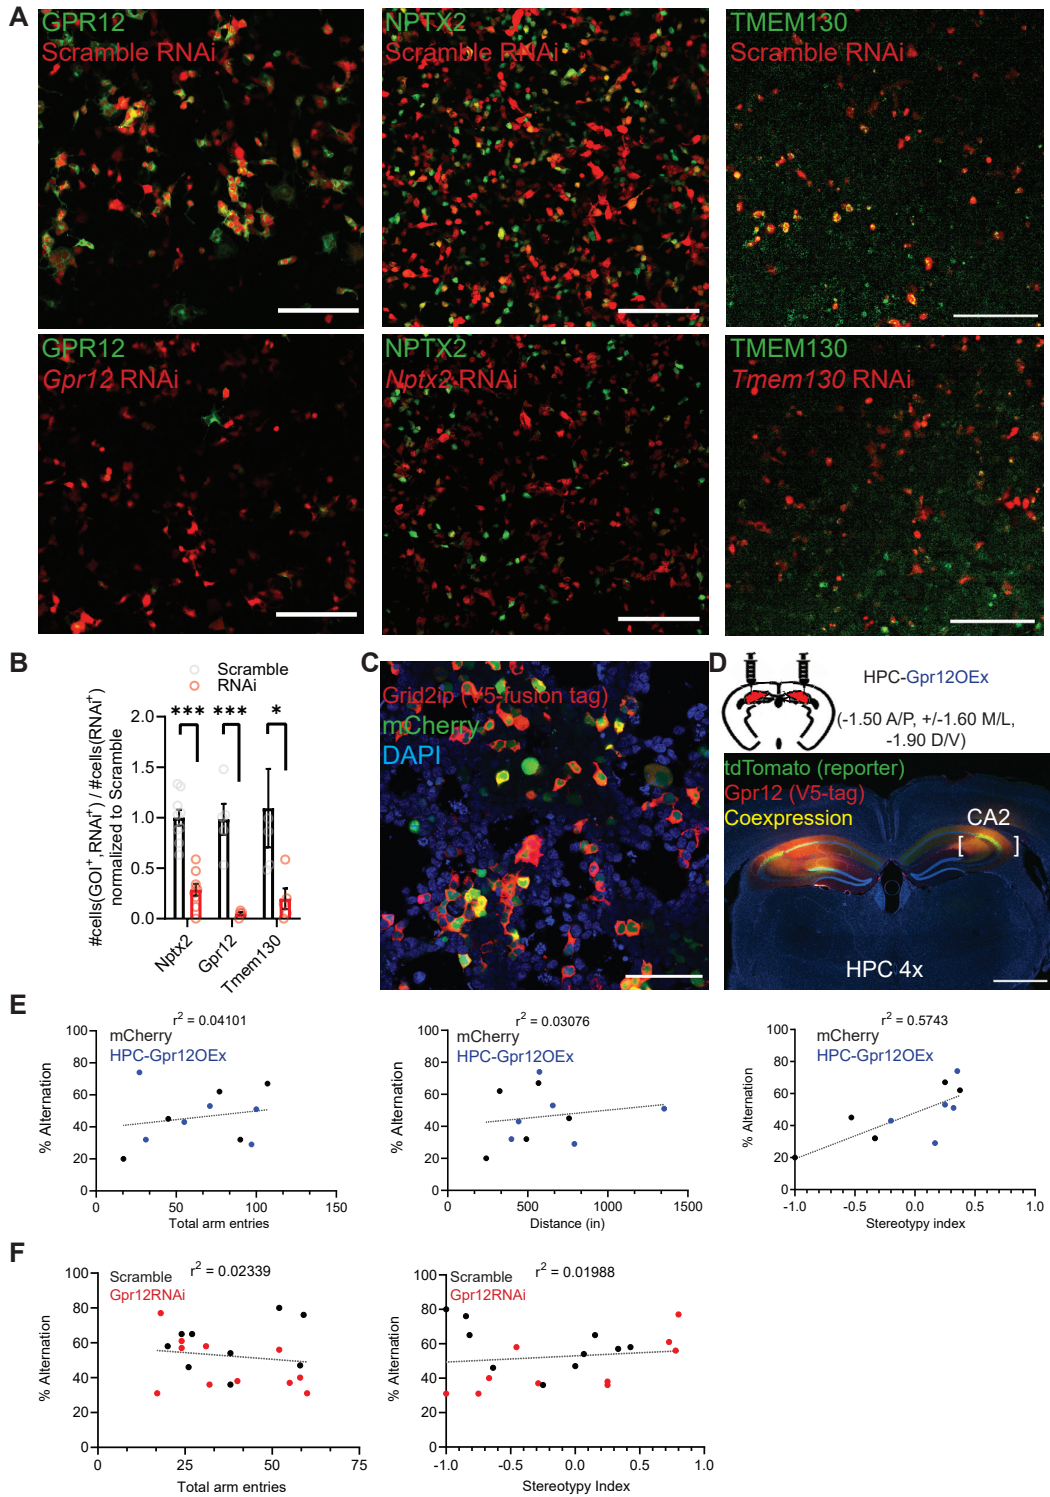 A
GPR12
Scramble RNAi
NPTX2
Scramble RNAi
TMEM130
Scramble RNAi
GPR12
Gpr12 RNAi
NPTX2
Nptx2 RNAi
TMEM130
Tmem130 RNAi
B
Scramble
RNAi
#cells(GOI+,RNAi+) / #cells(RNAi+)
normalized to Scramble
2.0
1.5
1.0
0.5
0.0
*** *** *
Nptx2
Gpr12
Tmem130
C
Grid2ip (V5-fusion tag)
mCherry
DAPI
D
HPC-Gpr12OEx
(-1.50 A/P, +/-1.60 M/L,
-1.90 D/V)
tdTomato (reporter)
Gpr12 (V5-tag)
Coexpression
CA2
[ ]
HPC 4x
E
r2 = 0.04101
mCherry
HPC-Gpr12OEx
% Alternation
100
80
60
40
20
0
0 50 100 150
Total arm entries
r2 = 0.03076
mCherry
HPC-Gpr12OEx
% Alternation
100
80
60
40
20
0
0 500 1000 1500
Distance (in)
r2 = 0.5743
mCherry
HPC-Gpr12OEx
% Alternation
100
80
60
40
20
0
-1.0 -0.5 0.0 0.5 1.0
Stereotypy index
F
r2 = 0.02339
Scramble
Gpr12RNAi
% Alternation
100
80
60
40
20
0
0 25 50 75
Total arm entries
r2 = 0.01988
Scramble
Gpr12RNAi
% Alternation
100
80
60
40
20
0
-1.0 -0.5 0.0 0.5 1.0
Stereotypy Index